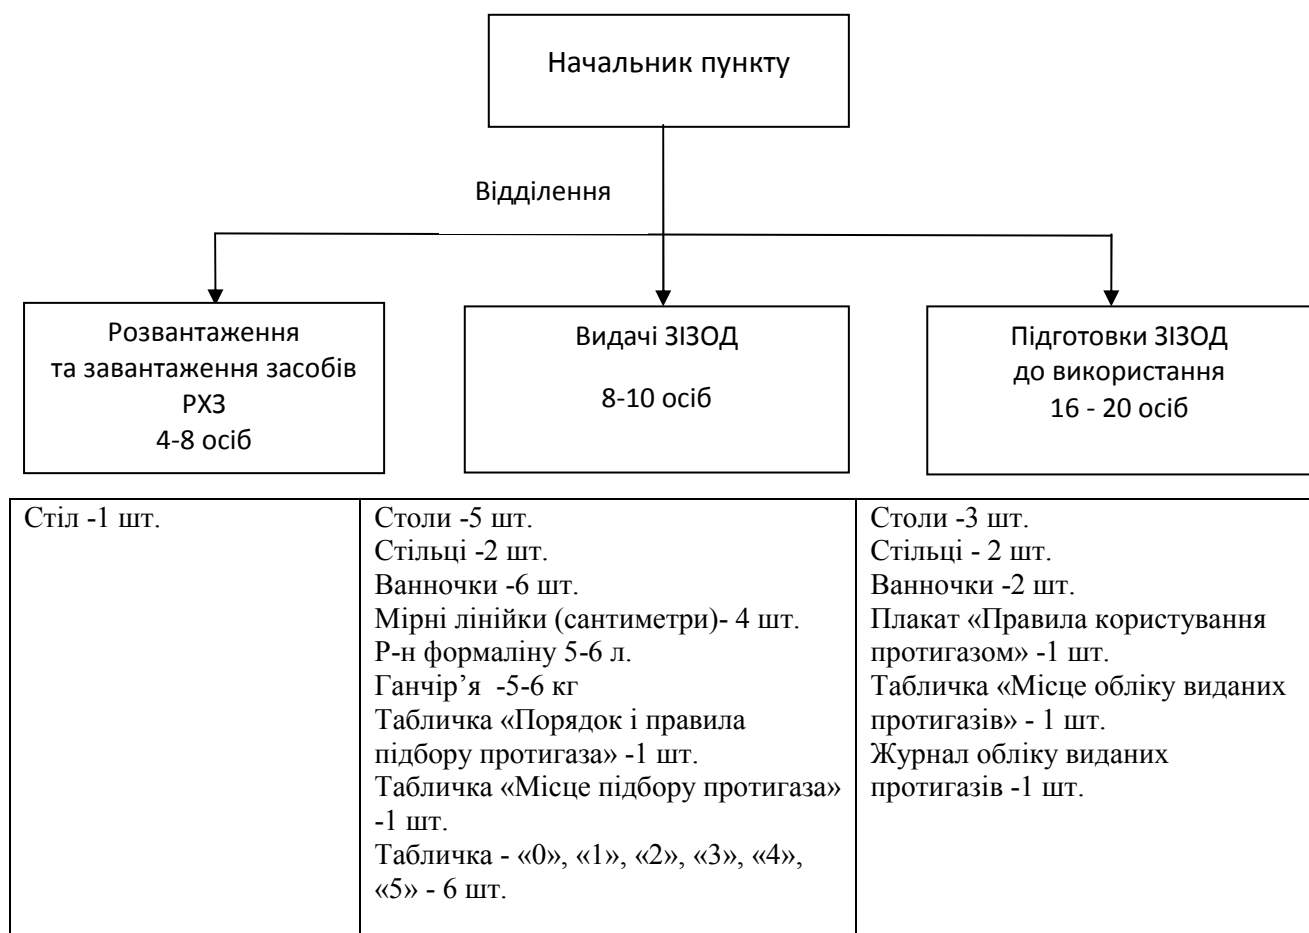 Начальник пункту
Відділення
Розвантаження
та завантаження засобів
РХЗ
4-8 осіб
Видачі ЗІЗОД
8-10 осіб
Підготовки ЗІЗОД
до використання
16 - 20 осіб
Стіл -1 шт.
Столи -5 шт.
Стільці -2 шт.
Ванночки -6 шт.
Мірні лінійки (сантиметри)- 4 шт.
Р-н формаліну 5-6 л.
Ганчір’я -5-6 кг
Табличка «Порядок і правила
підбору протигаза» -1 шт.
Табличка «Місце підбору протигаза»
-1 шт.
Табличка - «0», «1», «2», «3», «4»,
«5» - 6 шт.
Столи -3 шт.
Стільці - 2 шт.
Ванночки -2 шт.
Плакат «Правила користування
протигазом» -1 шт.
Табличка «Місце обліку виданих
протигазів» - 1 шт.
Журнал обліку виданих
протигазів -1 шт.